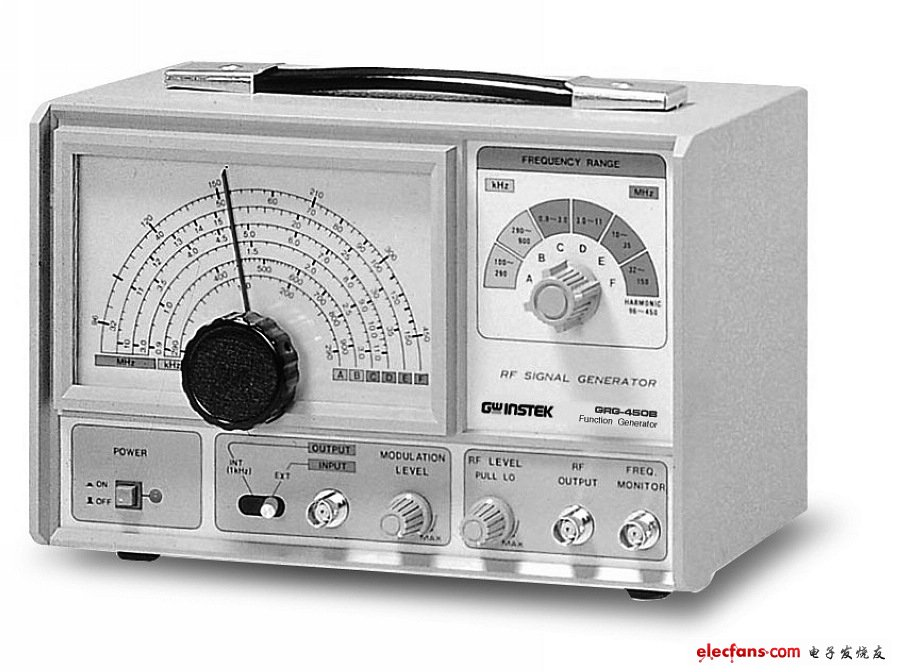 FREQUENCY RANGE
kHz
MHz
100~
290
290~
900
0.9~3.0
3.0~11
10~
35
32~
150
A
B
C
D
E
F
HARMONIC
96~450
120
150
210
300
450
MHz
kHz
A B C D E F
RF SIGNAL GENERATOR
GWINSTEK
GRG-450B
Function Generator
POWER
ON
OFF
OUTPUT
INPUT
INT
(1kHz)
EXT
MODULATION
LEVEL
MAX
RF LEVEL
PULL LO
MAX
RF
OUTPUT
FREQ.
MONITOR
elecfans·com 电子发烧友